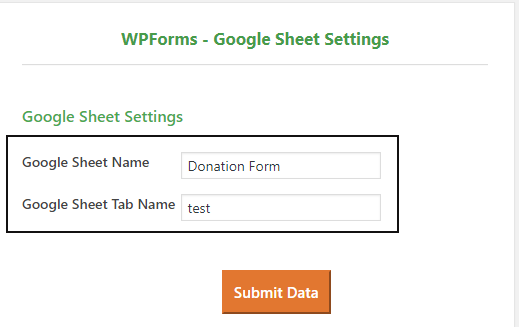 WPForms - Google Sheet Settings
Google Sheet Settings
Google Sheet Name Donation Form
Google Sheet Tab Name test
Submit Data